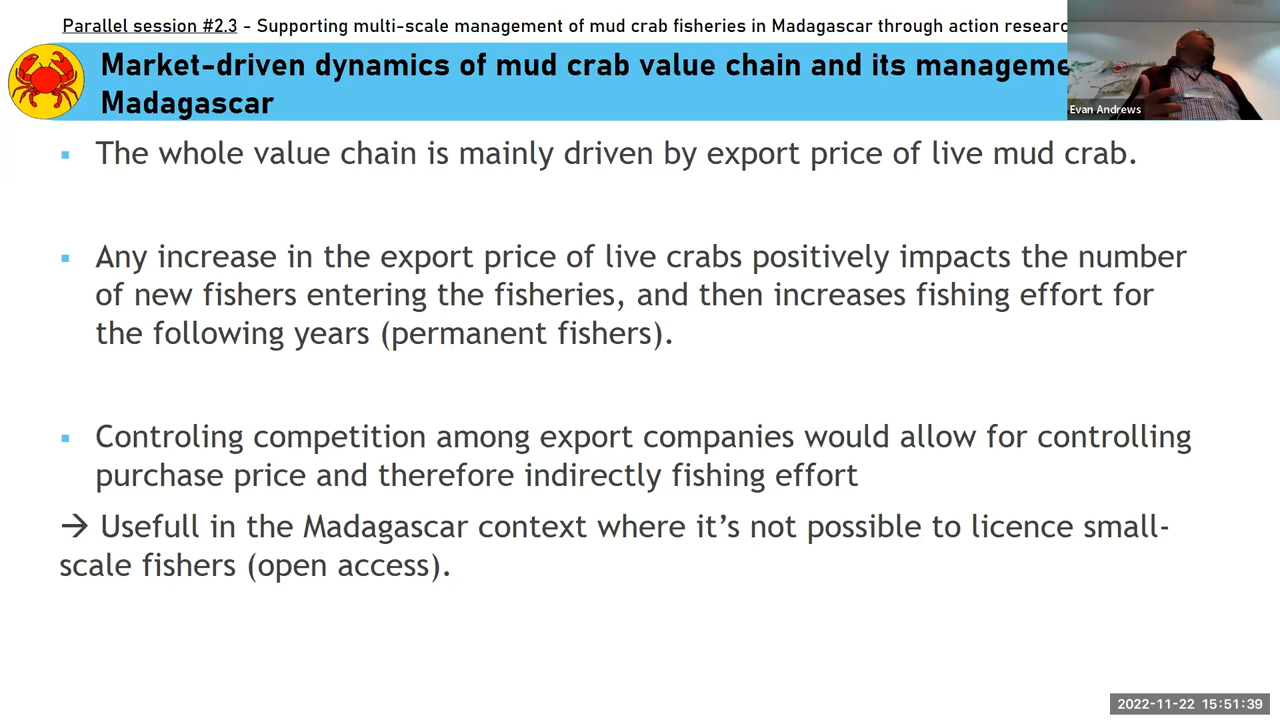 Parallel session #2.3 - Supporting multi-scale management of mud crab fisheries in Madagascar through action
Market-driven dynamics of mud crab value chain and its
Madagascar
Evan Andrews
▪ The whole value chain is mainly driven by export price of live mud crab.
▪ Any increase in the export price of live crabs positively impacts the number
of new fishers entering the fisheries, and then increases fishing effort for
the following years (permanent fishers).
▪ Controling competition among export companies would allow for controlling
purchase price and therefore indirectly fishing effort
→ Usefull in the Madagascar context where it's not possible to licence small-
scale fishers (open access).
2022-11-22 15:51:39